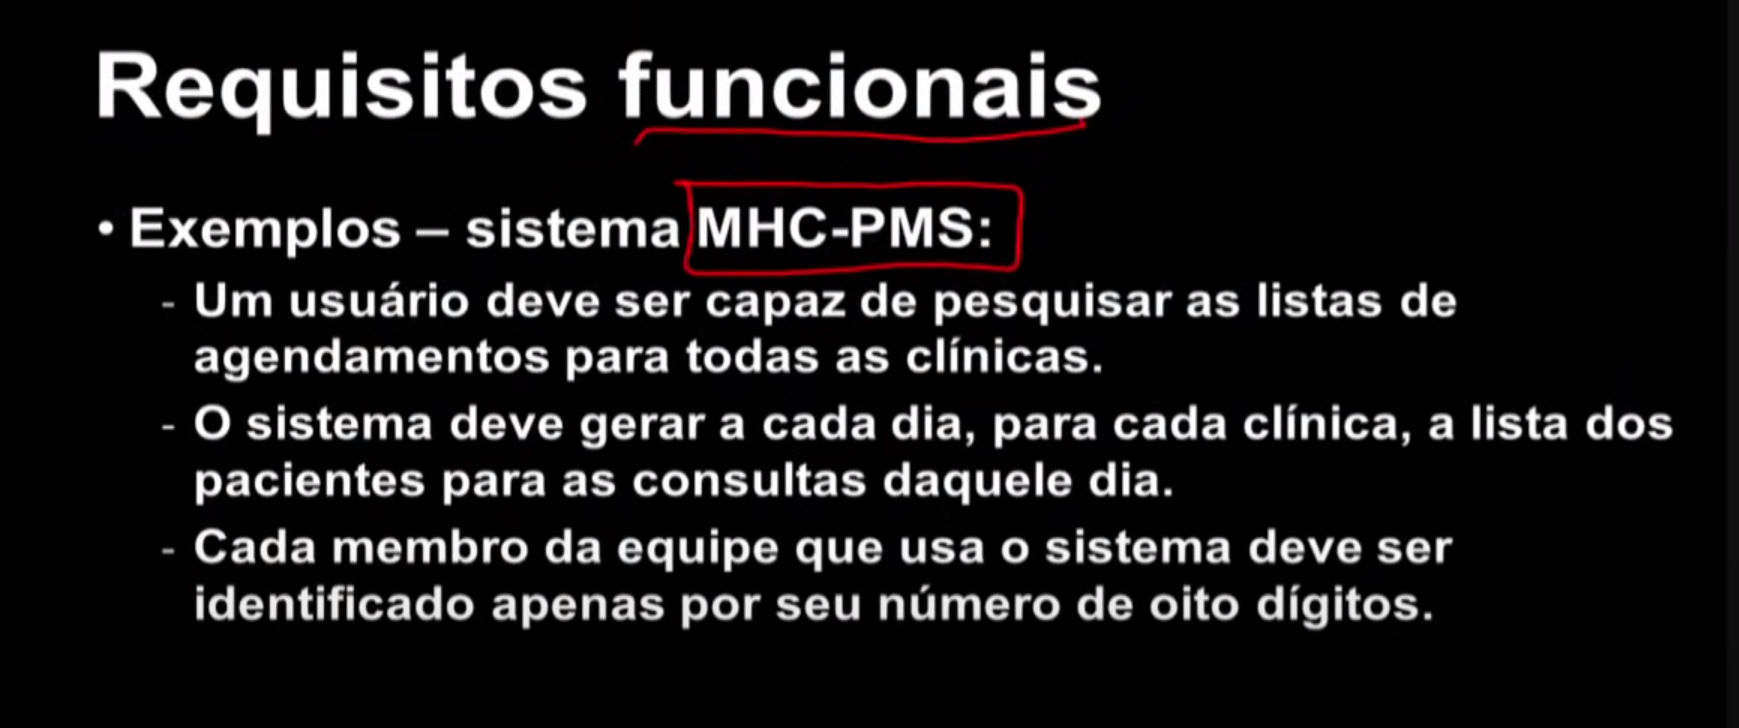 Requisitos funcionais
• Exemplos – sistema MHC-PMS:
- Um usuário deve ser capaz de pesquisar as listas de
agendamentos para todas as clínicas.
- O sistema deve gerar a cada dia, para cada clínica, a lista dos
pacientes para as consultas daquele dia.
- Cada membro da equipe que usa o sistema deve ser
identificado apenas por seu número de oito dígitos.